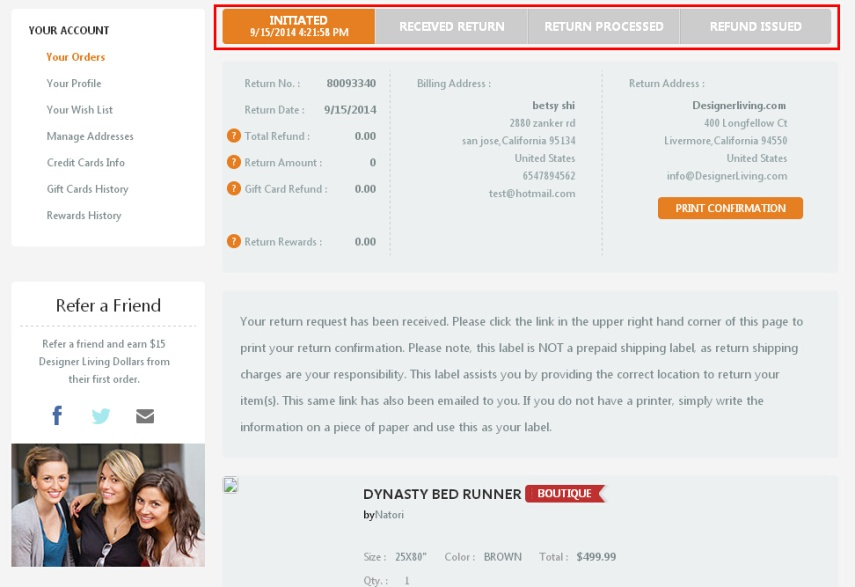 YOUR ACCOUNT
Your Orders
Your Profile
Your Wish List
Manage Addresses
Credit Cards Info
Gift Cards History
Rewards History
Refer a Friend
Refer a friend and earn $15
Designer Living Dollars from
their first order.
INITIATED
9/15/2014 4:21:58 PM
RECEIVED RETURN
RETURN PROCESSED
REFUND ISSUED
Return No. : 80093340
Return Date : 9/15/2014
? Total Refund : 0.00
? Return Amount : 0
? Gift Card Refund : 0.00
? Return Rewards : 0.00
Billing Address :
betsy shi
2880 zanker rd
san jose,California 95134
United States
6547894562
test@hotmail.com
Return Address :
Designerliving.com
400 Longfellow Ct
Livermore,California 94550
United States
info@DesignerLiving.com
PRINT CONFIRMATION
Your return request has been received. Please click the link in the upper right hand corner of this page to
print your return confirmation. Please note, this label is NOT a prepaid shipping label, as return shipping
charges are your responsibility. This label assists you by providing the correct location to return your
item(s). This same link has also been emailed to you. If you do not have a printer, simply write the
information on a piece of paper and use this as your label.
DYNASTY BED RUNNER BOUTIQUE
byNatori
Size : 25X80" Color : BROWN Total : $499.99
Qty. : 1